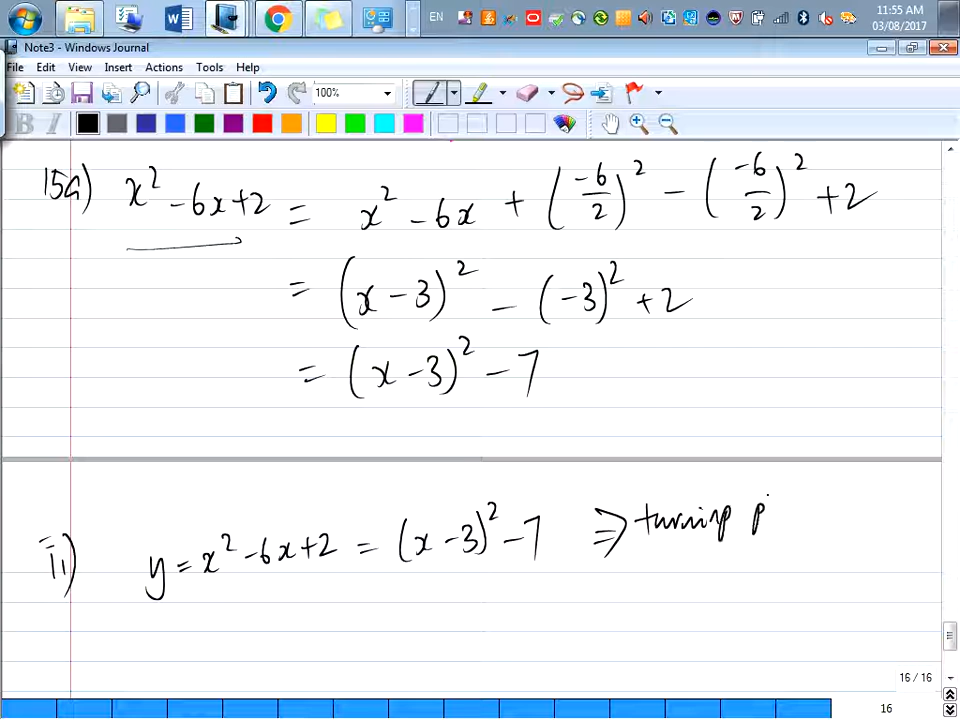 EN
11:55 AM
03/08/2017
Note3 - Windows Journal
File Edit View Insert Actions Tools Help
100%
B I
15a) x² - 6x + 2 = x² - 6x + (-6/2)² - (-6/2)² + 2
= (x - 3)² - (-3)² + 2
= (x - 3)² - 7
ii) y = x² - 6x + 2 = (x - 3)² - 7 ⇒ turning p
16 / 16
16